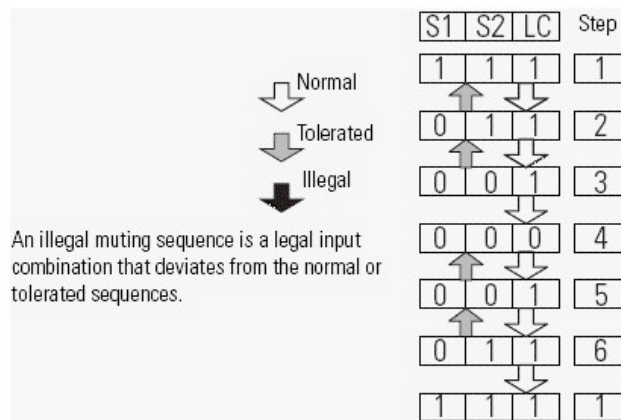 S1 S2 LC Step
1 1 1 1
Normal
0 1 1 2
Tolerated
0 0 1 3
Illegal
0 0 0 4
An illegal muting sequence is a legal input
combination that deviates from the normal or
tolerated sequences.
0 0 1 5
0 1 1 6
1 1 1 1